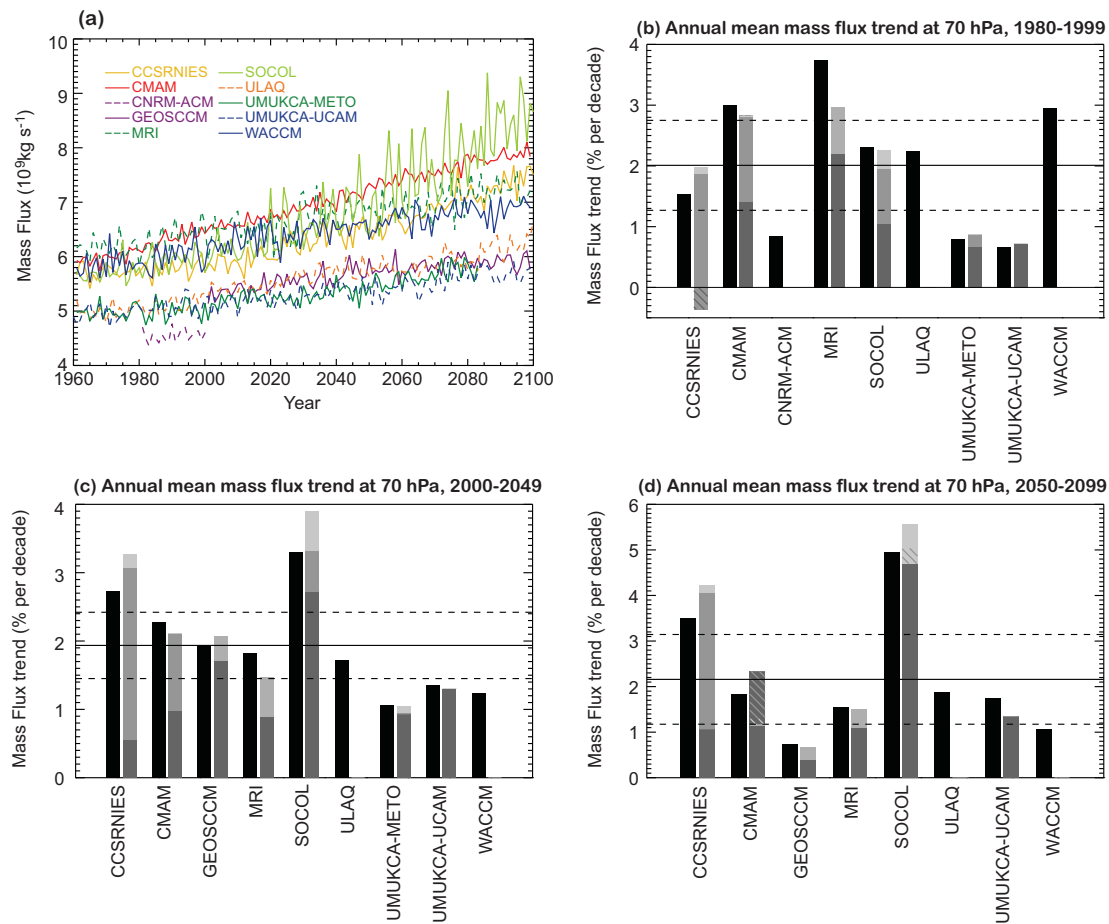 (a)
Mass Flux (10⁹kg s⁻¹)
10
9
8
7
6
5
4
CCSRNIES
CMAM
CNRM-ACM
GEOSCCM
MRI
SOCOL
ULAQ
UMUKCA-METO
UMUKCA-UCAM
WACCM
1960 1980 2000 2020 2040 2060 2080 2100
Year
(b) Annual mean mass flux trend at 70 hPa, 1980-1999
Mass Flux trend (% per decade)
4
3
2
1
0
CCSRNIES
CMAM
CNRM-ACM
MRI
SOCOL
ULAQ
UMUKCA-METO
UMUKCA-UCAM
WACCM
(c) Annual mean mass flux trend at 70 hPa, 2000-2049
Mass Flux trend (% per decade)
4
3
2
1
0
CCSRNIES
CMAM
GEOSCCM
MRI
SOCOL
ULAQ
UMUKCA-METO
UMUKCA-UCAM
WACCM
(d) Annual mean mass flux trend at 70 hPa, 2050-2099
Mass Flux trend (% per decade)
6
5
4
3
2
1
0
CCSRNIES
CMAM
GEOSCCM
MRI
SOCOL
ULAQ
UMUKCA-UCAM
WACCM